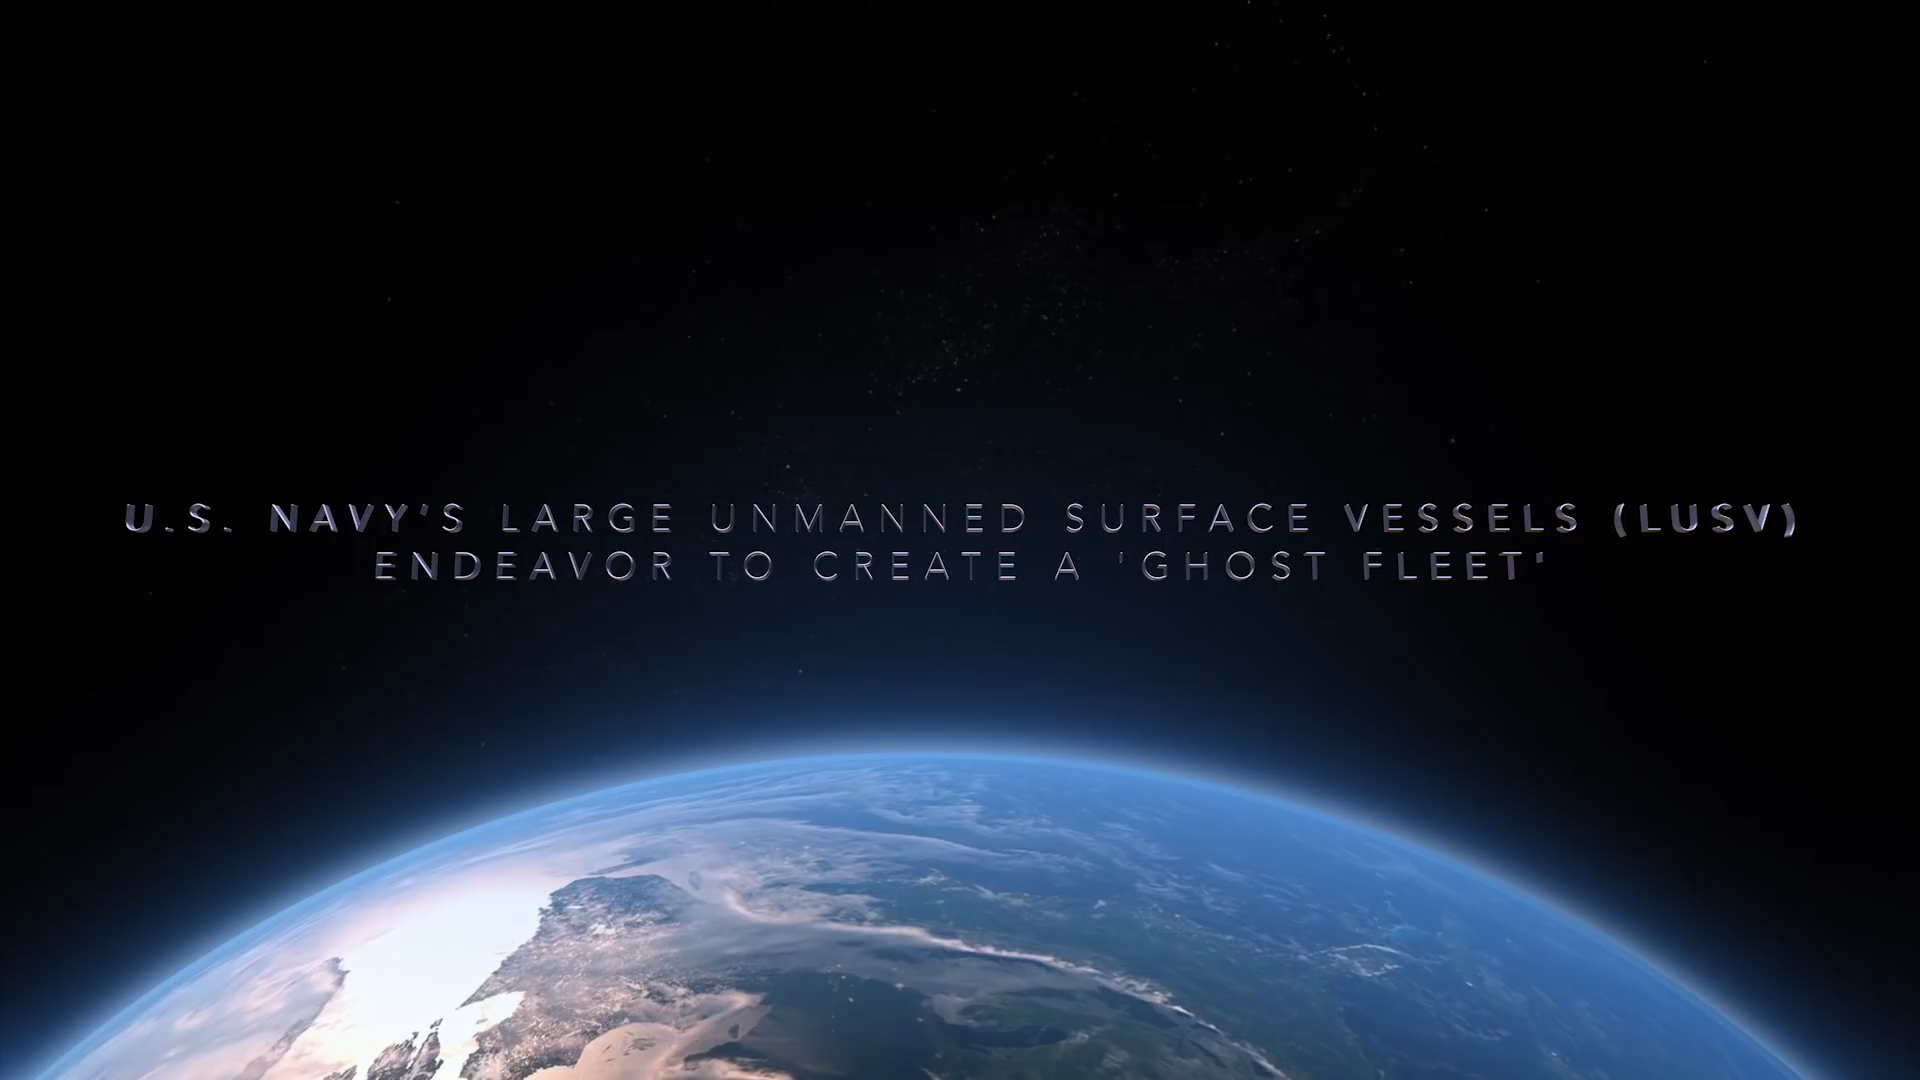 U.S. NAVY'S LARGE UNMANNED SURFACE VESSELS (LUSV)
ENDEAVOR TO CREATE A 'GHOST FLEET'